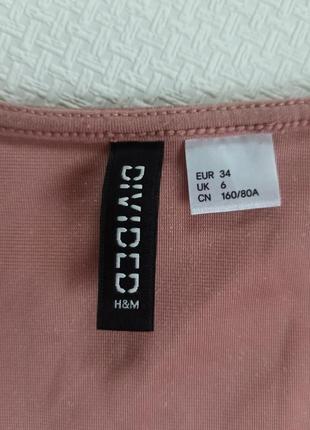 DIVIDED
H&M
EUR 34
UK 6
CN 160/80A